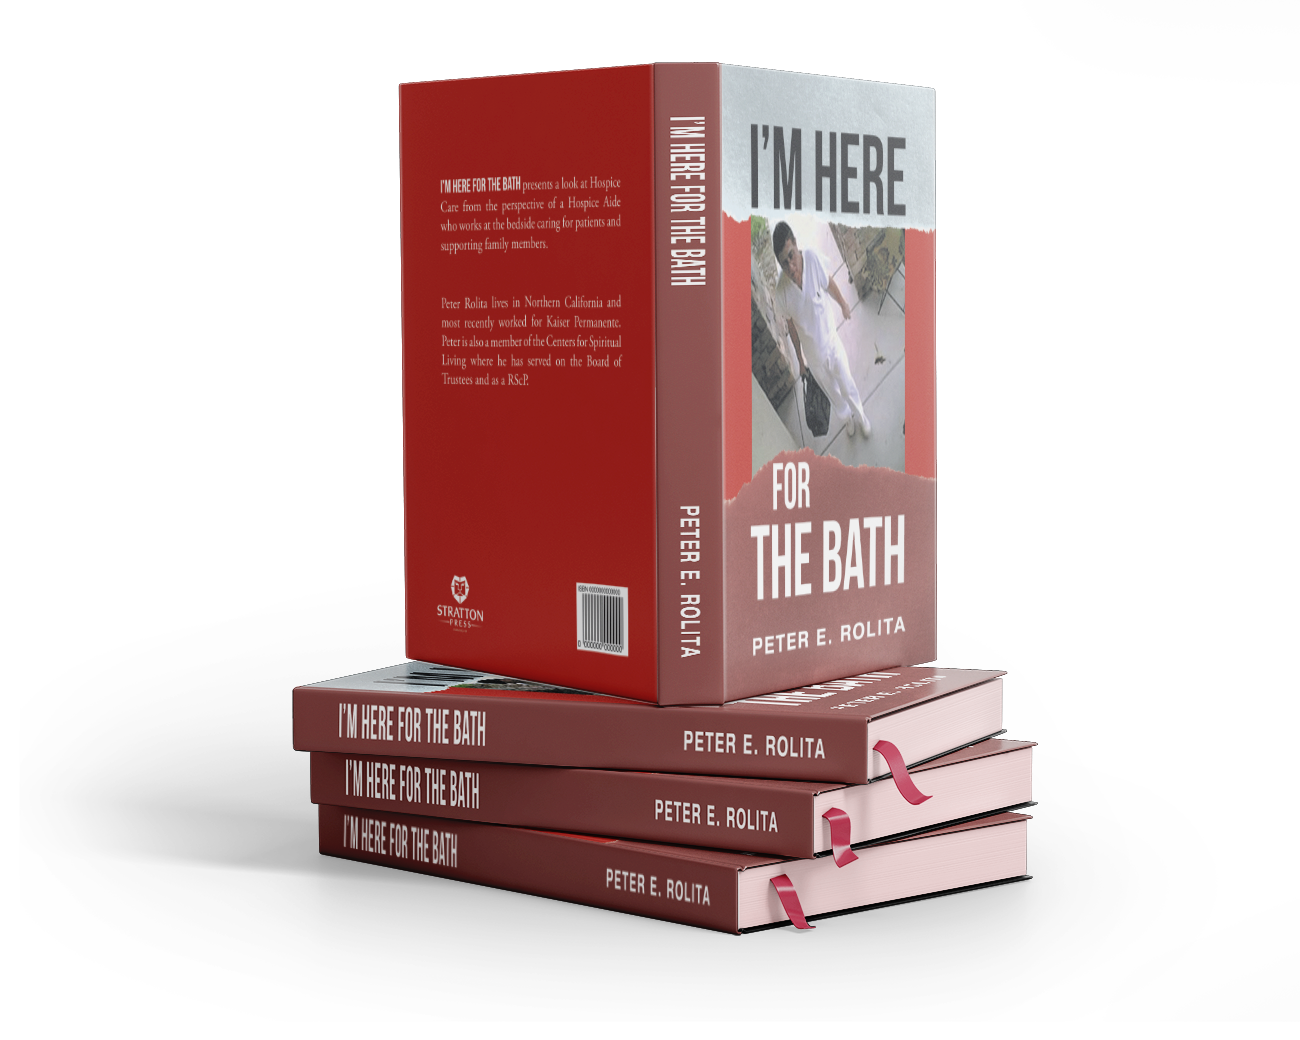 I'M HERE FOR THE BATH presents a look at Hospice
Care from the perspective of a Hospice Aide
who works at the bedside caring for patients and
supporting family members.
Peter Rolita lives in Northern California and
most recently worked for Kaiser Permanente.
Peter is also a member of the Centers for Spiritual
Living where he has served on the Board of
Trustees and as a RScP.
STRATTON
PRESS
I'M HERE FOR THE BATH
PETER E. ROLITA
I'M HERE
FOR
THE BATH
PETER E. ROLITA
THE BATH
PETER E. ROLITA
I'M HERE FOR THE BATH
PETER E. ROLITA
I'M HERE FOR THE BATH
PETER E. ROLITA
I'M HERE FOR THE BATH
PETER E. ROLITA